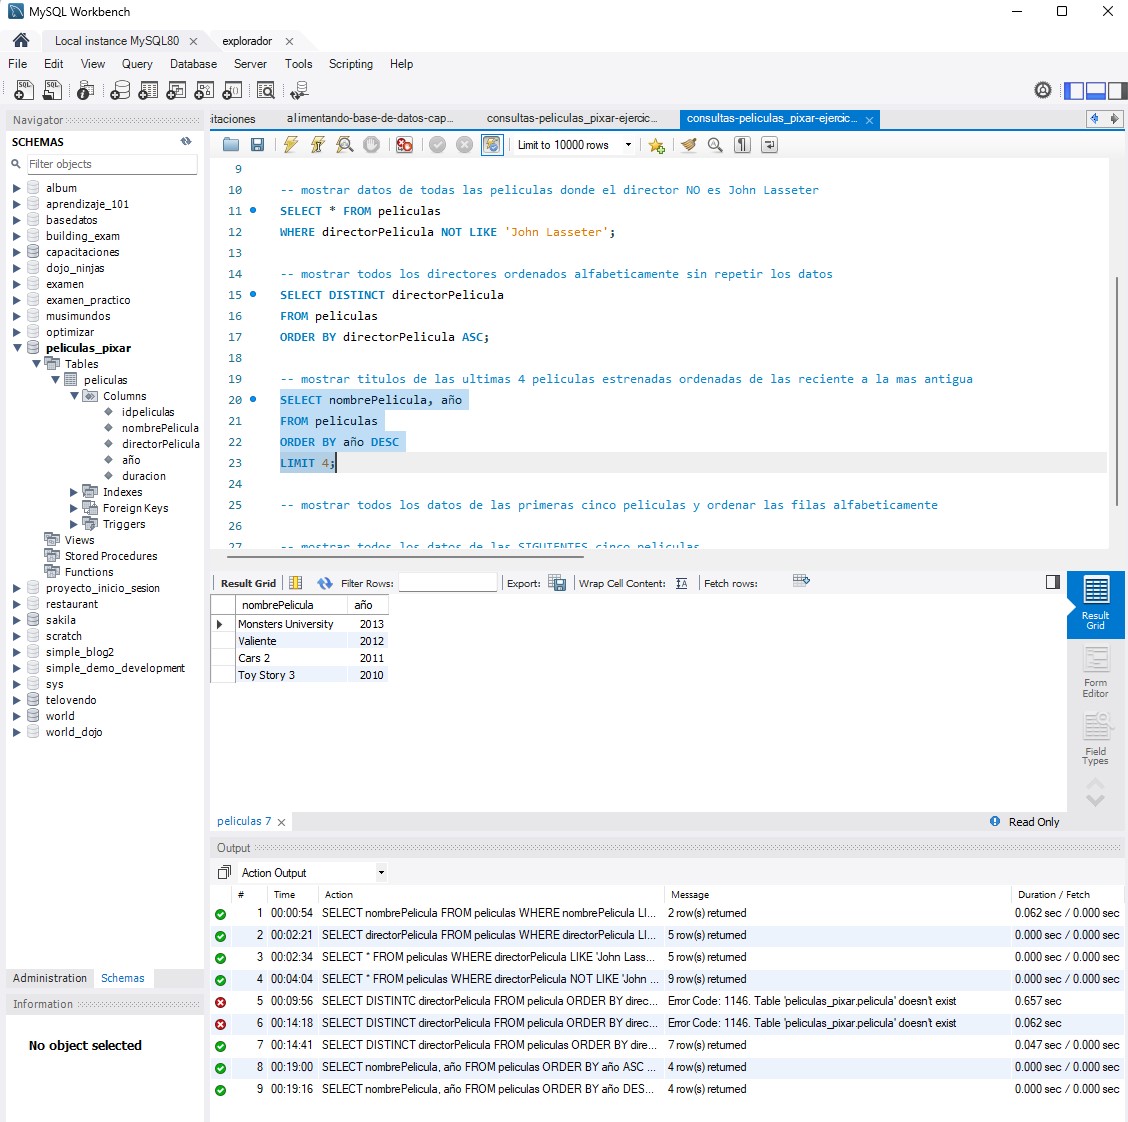 MySQL Workbench
Local instance MySQL80
explorador
File Edit View Query Database Server Tools Scripting Help
Navigator
SCHEMAS
Filter objects
album
aprendizaje_101
basedatos
building_exam
capacitaciones
dojo_ninjas
examen
examen_practico
musimundos
optimizar
peliculas_pixar
Tables
peliculas
Columns
idpeliculas
nombrePelicula
directorPelicula
año
duracion
Indexes
Foreign Keys
Triggers
Views
Stored Procedures
Functions
proyecto_inicio_sesion
restaurant
sakila
scratch
simple_blog2
simple_demo_development
sys
telovendo
world
world_dojo
Administration Schemas
Information
No object selected
itaciones alimentando-base-de-datos-cap... consultas-peliculas_pixar-ejercic... consultas-peliculas_pixar-ejercic...
Limit to 10000 rows
9
10 -- mostrar datos de todas las peliculas donde el director NO es John Lasseter
11 SELECT * FROM peliculas
12 WHERE directorPelicula NOT LIKE 'John Lasseter';
13
14 -- mostrar todos los directores ordenados alfabeticamente sin repetir los datos
15 SELECT DISTINCT directorPelicula
16 FROM peliculas
17 ORDER BY directorPelicula ASC;
18
19 -- mostrar titulos de las ultimas 4 peliculas estrenadas ordenadas de las reciente a la mas antigua
20 SELECT nombrePelicula, año
21 FROM peliculas
22 ORDER BY año DESC
23 LIMIT 4;
24
25 -- mostrar todos los datos de las primeras cinco peliculas y ordenar las filas alfabeticamente
26
27 -- mostrar todos los datos de las SIGUIENTES cinco peliculas
Result Grid Filter Rows: Export: Wrap Cell Content: Fetch rows:
nombrePelicula año
Monsters University 2013
Valiente 2012
Cars 2 2011
Toy Story 3 2010
Result
Grid
Form
Editor
Field
Types
peliculas 7
Read Only
Output
Action Output
# Time Action Message Duration / Fetch
1 00:00:54 SELECT nombrePelicula FROM peliculas WHERE nombrePelicula LI... 2 row(s) returned 0.062 sec / 0.000 sec
2 00:02:21 SELECT directorPelicula FROM peliculas WHERE directorPelicula LI... 5 row(s) returned 0.000 sec / 0.000 sec
3 00:02:34 SELECT * FROM peliculas WHERE directorPelicula LIKE 'John Lass... 5 row(s) returned 0.000 sec / 0.000 sec
4 00:04:04 SELECT * FROM peliculas WHERE directorPelicula NOT LIKE 'John ... 9 row(s) returned 0.000 sec / 0.000 sec
5 00:09:56 SELECT DISTINTC directorPelicula FROM pelicula ORDER BY direc... Error Code: 1146. Table 'peliculas_pixar.pelicula' doesn't exist 0.657 sec
6 00:14:18 SELECT DISTINCT directorPelicula FROM pelicula ORDER BY direc... Error Code: 1146. Table 'peliculas_pixar.pelicula' doesn't exist 0.062 sec
7 00:14:41 SELECT DISTINCT directorPelicula FROM peliculas ORDER BY dire... 7 row(s) returned 0.047 sec / 0.000 sec
8 00:19:00 SELECT nombrePelicula, año FROM peliculas ORDER BY año ASC ... 4 row(s) returned 0.000 sec / 0.000 sec
9 00:19:16 SELECT nombrePelicula, año FROM peliculas ORDER BY año DES... 4 row(s) returned 0.000 sec / 0.000 sec